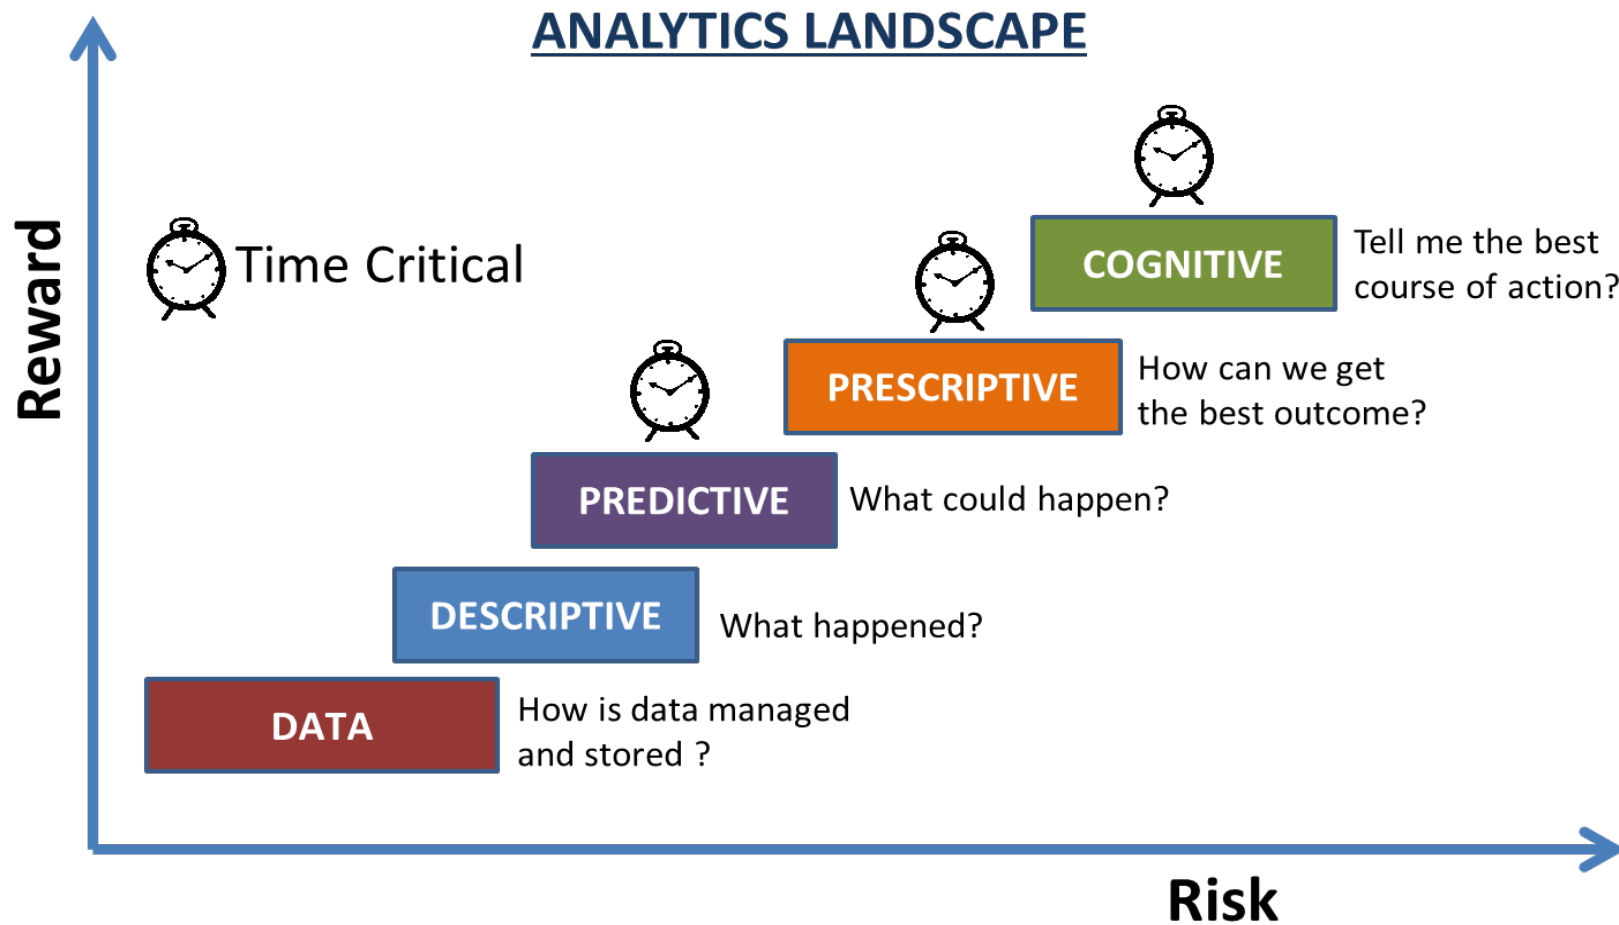 ANALYTICS LANDSCAPE
Reward
Time Critical
COGNITIVE
Tell me the best
course of action?
PRESCRIPTIVE
How can we get
the best outcome?
PREDICTIVE
What could happen?
DESCRIPTIVE
What happened?
DATA
How is data managed
and stored ?
Risk